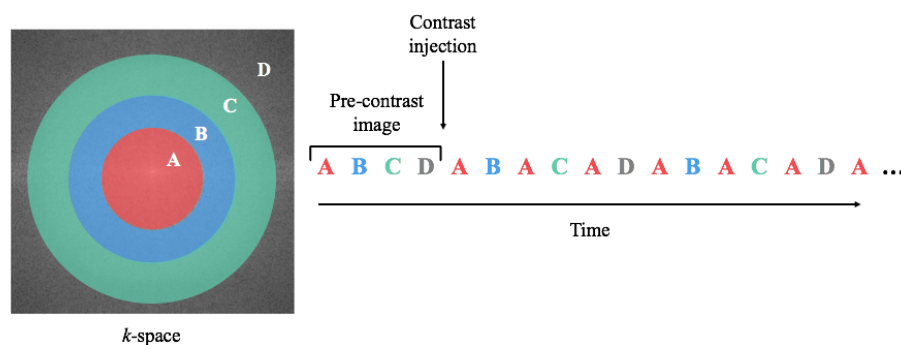 D
C
B
A
k-space
Contrast
injection
Pre-contrast
image
A B C D A B A C A D A B A C A D A ...
Time